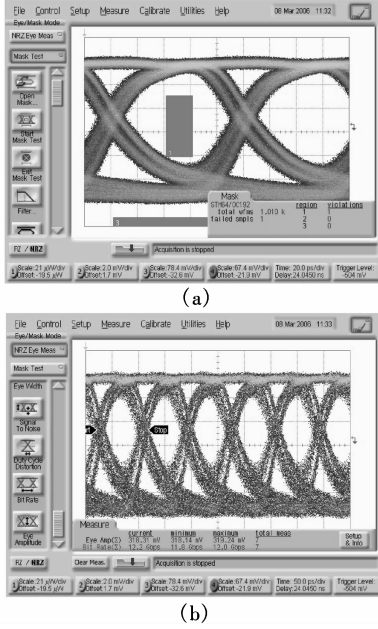 File Control Setup Measure Calibrate Utilities Help 08 Mar 2006 11:32
Eye/Mask Mode
NRZ Eye Meas
Mask Test
Open
Mask...
Start
Mask Test
Exit
Mask Test
Filter...
Mask
STM64/OC192
total wfms 1.010 k
failed smpls 1
region violations
1 1
2 0
3 0
RZ / NRZ
Acquisition is stopped
Scale:21 µV/div
Offset:-19.5 µV
Scale:2.0 mV/div
Offset:1.7 mV
Scale:78.4 mV/div
Offset:-32.6 mV
Scale:67.4 mV/div
Offset:-21.9 mV
Time: 20.0 ps/div
Delay:24.0450 ns
Trigger Level:
-504 mV
(a)
File Control Setup Measure Calibrate Utilities Help 08 Mar 2006 11:33
Eye/Mask Mode
NRZ Eye Meas
Mask Test
Eye Width
Signal
To Noise
Duty Cycle
Distortion
Bit Rate
Eye
Amplitude
Stop
Measure
current minimum maximum total meas
Eye Amp(Σ) 318.31 mV 318.14 mV 319.24 mV 7
Bit Rate(Σ) 12.2 Gbps 11.8 Gbps 12.0 Gbps 7
Setup
& Info
RZ / NRZ
Clear Meas.
Acquisition is stopped
Scale:21 µV/div
Offset:-19.5 µV
Scale:2.0 mV/div
Offset:1.7 mV
Scale:78.4 mV/div
Offset:-32.6 mV
Scale:67.4 mV/div
Offset:-21.9 mV
Time: 50.0 ps/div
Delay:24.0450 ns
Trigger Level:
-504 mV
(b)